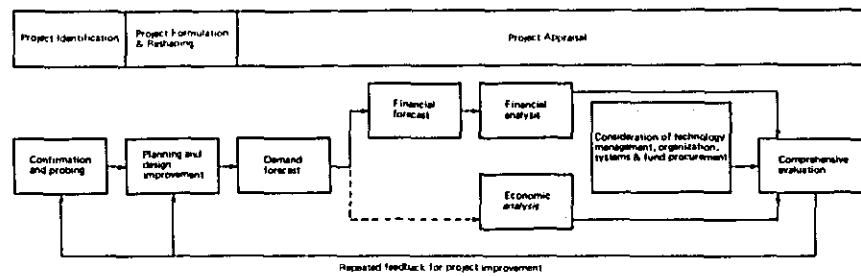 Project Identification
Project Formulation
& Reshaping
Project Appraisal
Financial
forecast
Financial
analysis
Consideration of technology
management, organization,
systems & fund procurement
Confirmation
and probing
Planning and
design
improvement
Demand
forecast
Comprehensive
evaluation
Economic
analysis
Repeated feedback for project improvement